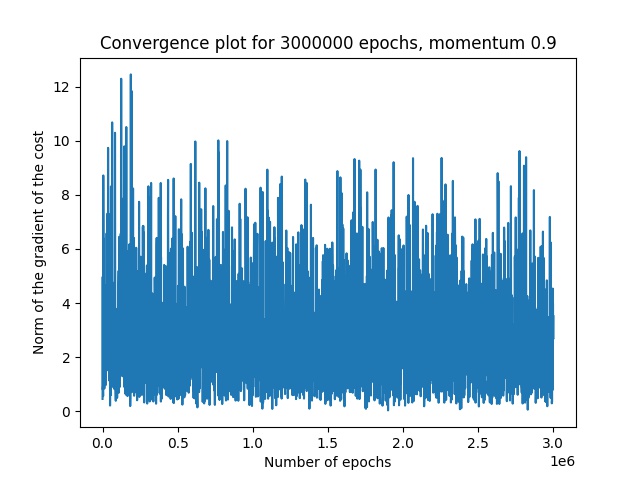 Convergence plot for 3000000 epochs, momentum 0.9
Norm of the gradient of the cost
12
10
8
6
4
2
0
0.0 0.5 1.0 1.5 2.0 2.5 3.0
1e6
Number of epochs